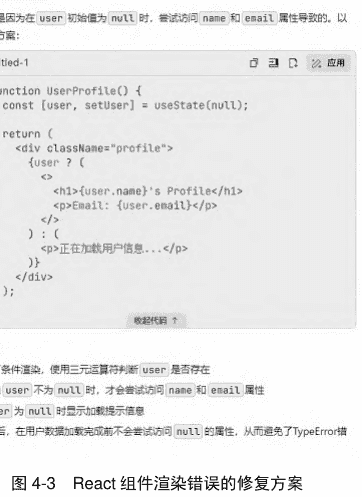 是因为在 user 初始值为 null 时，尝试访问 name 和 email 属性导致的。以
方案：
tled-1 应用
unction UserProfile() {
const [user, setUser] = useState(null);
return (
<div className="profile">
{user ? (
<>
<h1>{user.name}'s Profile</h1>
<p>Email: {user.email}</p>
</>
) : (
<p>正在加载用户信息...</p>
)}
</div>
);
收起代码 ↑
条件渲染，使用三元运算符判断 user 是否存在
user 不为 null 时，才会尝试访问 name 和 email 属性
er 为 null 时显示加载提示信息
后，在用户数据加载完成前不会尝试访问 null 的属性，从而避免了TypeError错
图 4-3 React 组件渲染错误的修复方案